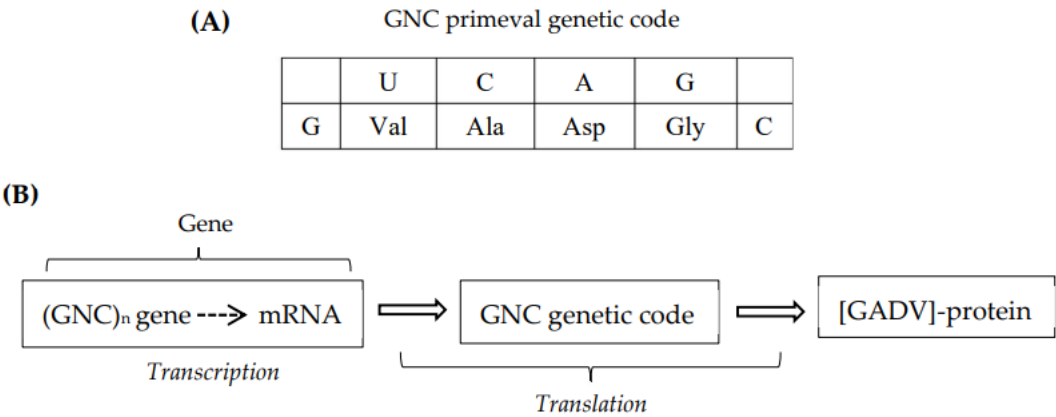 (A) GNC primeval genetic code
U C A G
G Val Ala Asp Gly C
(B)
Gene
(GNC)n gene ---> mRNA GNC genetic code [GADV]-protein
Transcription
Translation